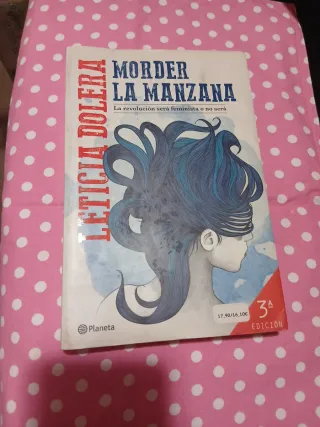 LETICIA DOLERA
MORDER
LA MANZANA
La revolución será feminista o no será
Planeta
3ª
EDICIÓN